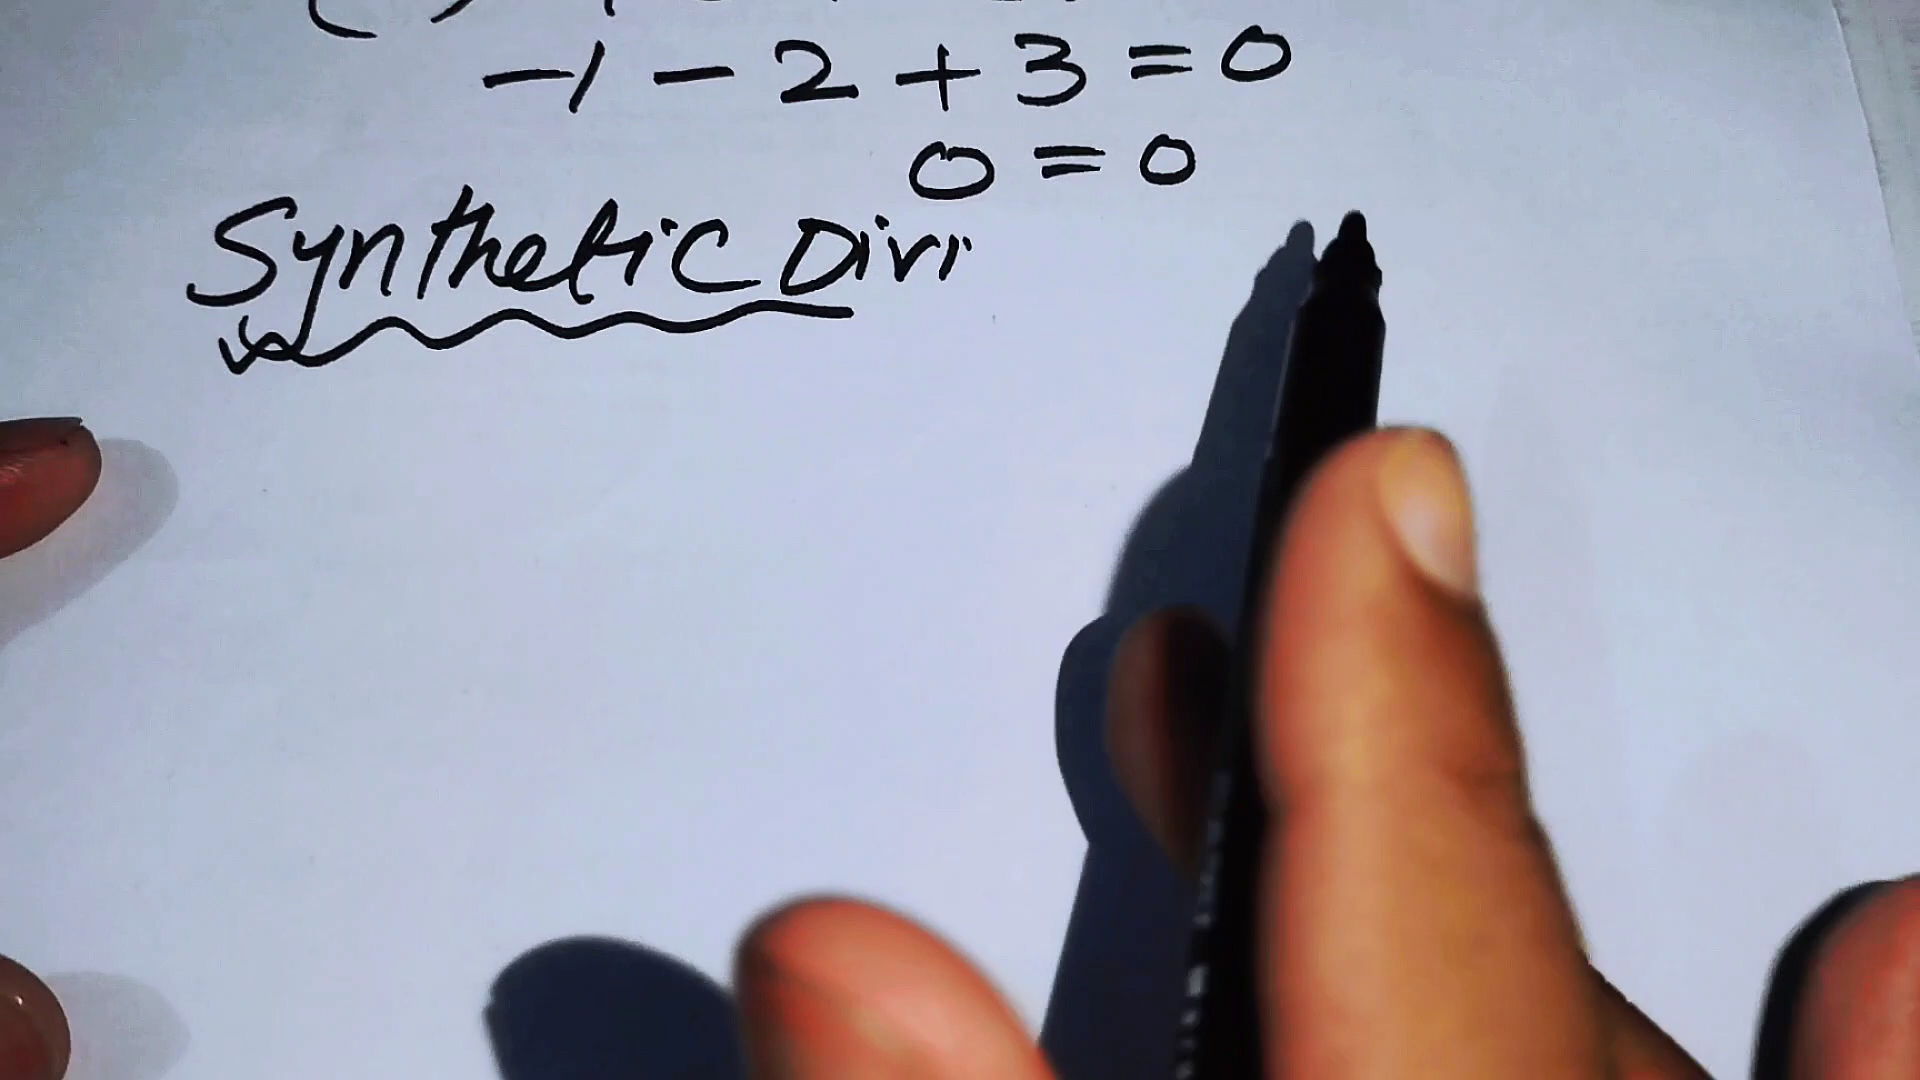 -1 - 2 + 3 = 0
0 = 0
Synthetic Divi